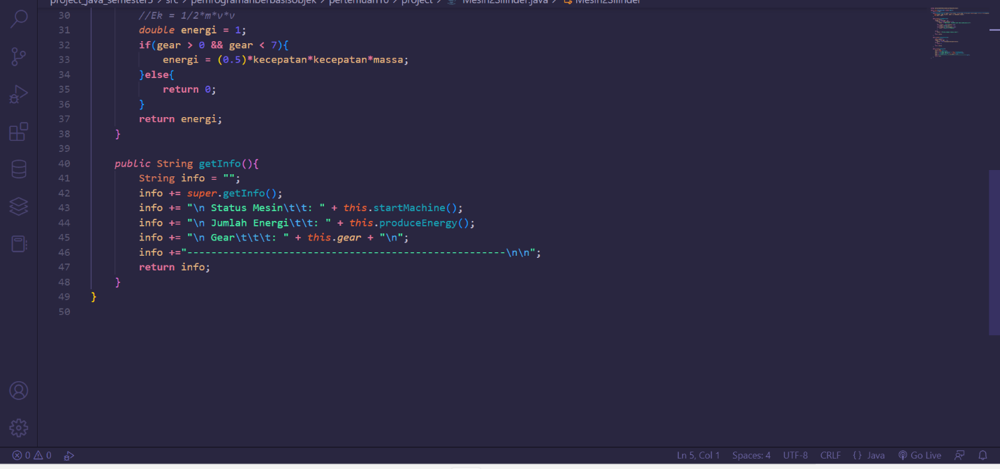 project_java_semester3 > src > pemrogramanberbasisobjek > pertemuan10 > project > Mesin2Silinder.java > Mesin2Silinder
30 //Ek = 1/2*m*v*v
31 double energi = 1;
32 if(gear > 0 && gear < 7){
33 energi = (0.5)*kecepatan*kecepatan*massa;
34 }else{
35 return 0;
36 }
37 return energi;
38 }
39
40 public String getInfo(){
41 String info = "";
42 info += super.getInfo();
43 info += "\n Status Mesin\t\t: " + this.startMachine();
44 info += "\n Jumlah Energi\t\t: " + this.produceEnergy();
45 info += "\n Gear\t\t\t: " + this.gear + "\n";
46 info +="------------------------------------------------------\n\n";
47 return info;
48 }
49 }
50
0 0 Ln 5, Col 1 Spaces: 4 UTF-8 CRLF {} Java Go Live